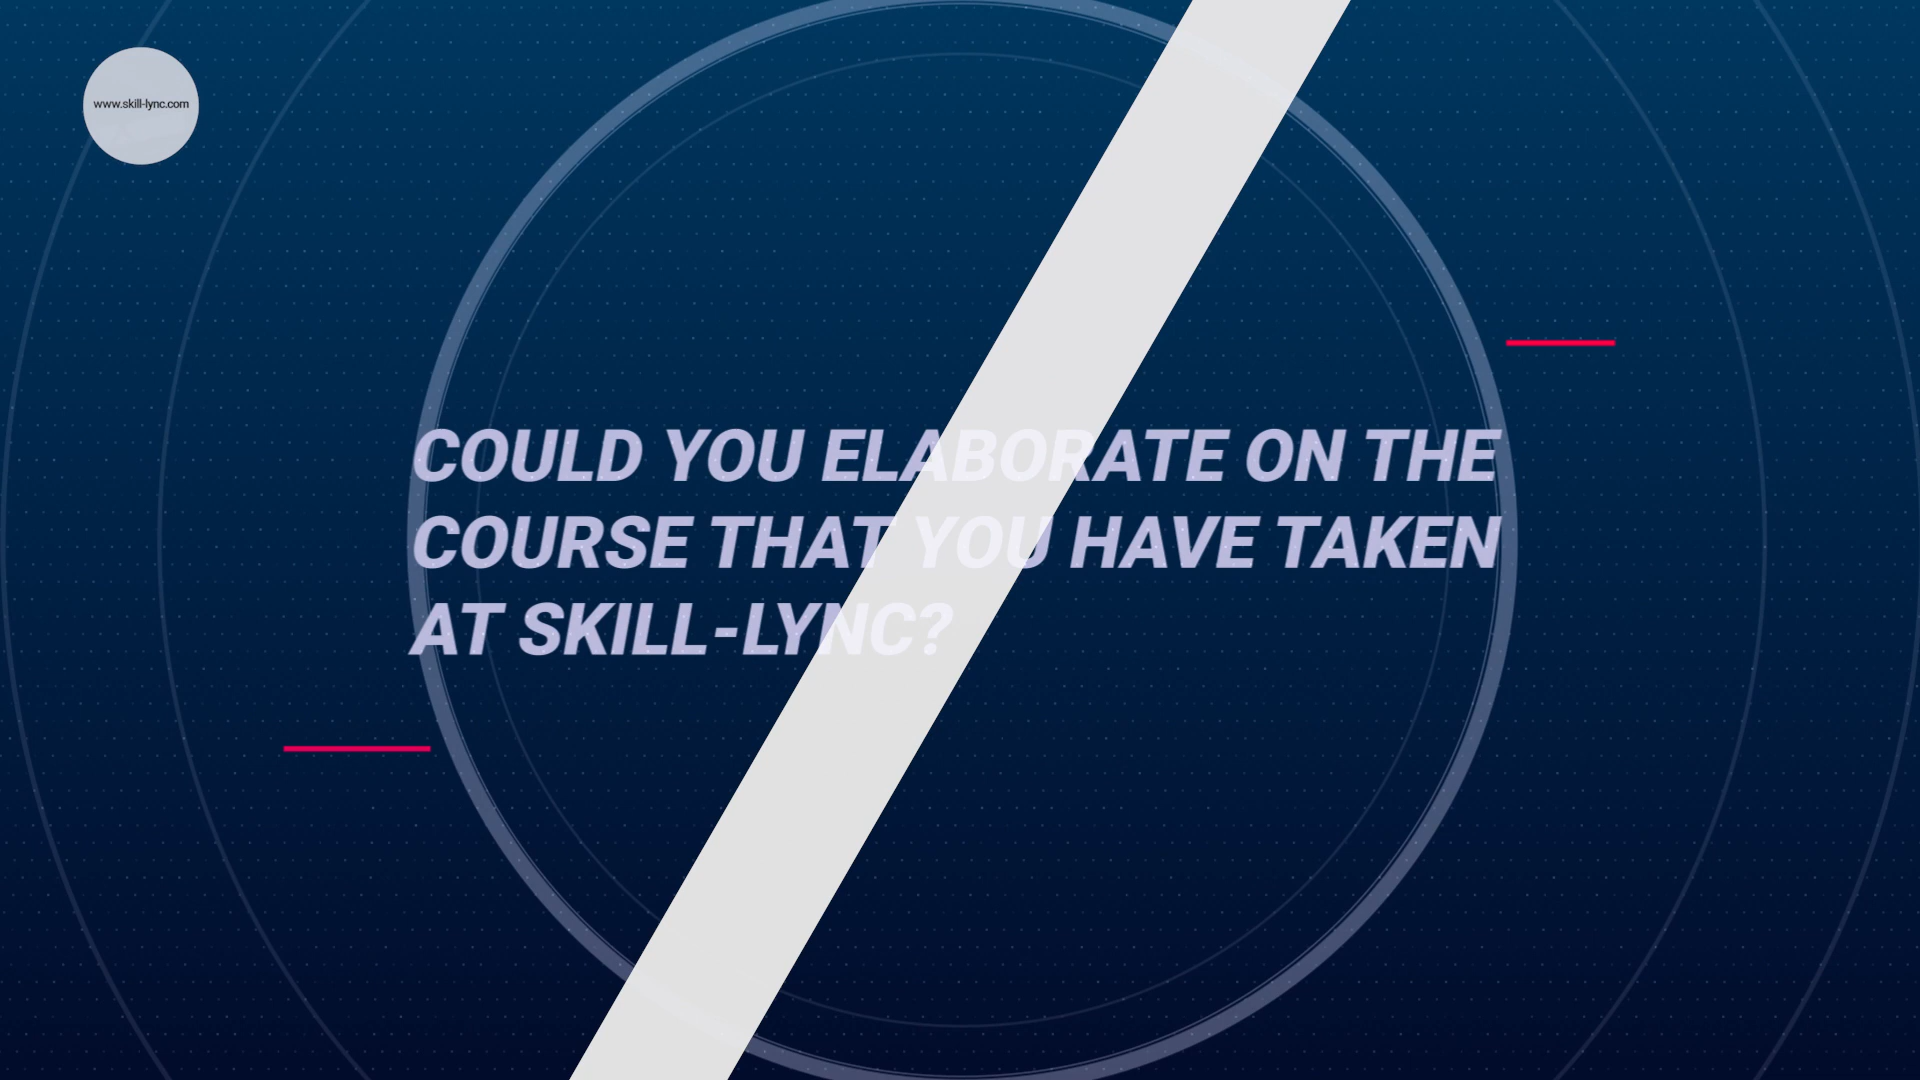 www.skill-lync.com
COULD YOU ELABORATE ON THE
COURSE THAT YOU HAVE TAKEN
AT SKILL-LYNC?